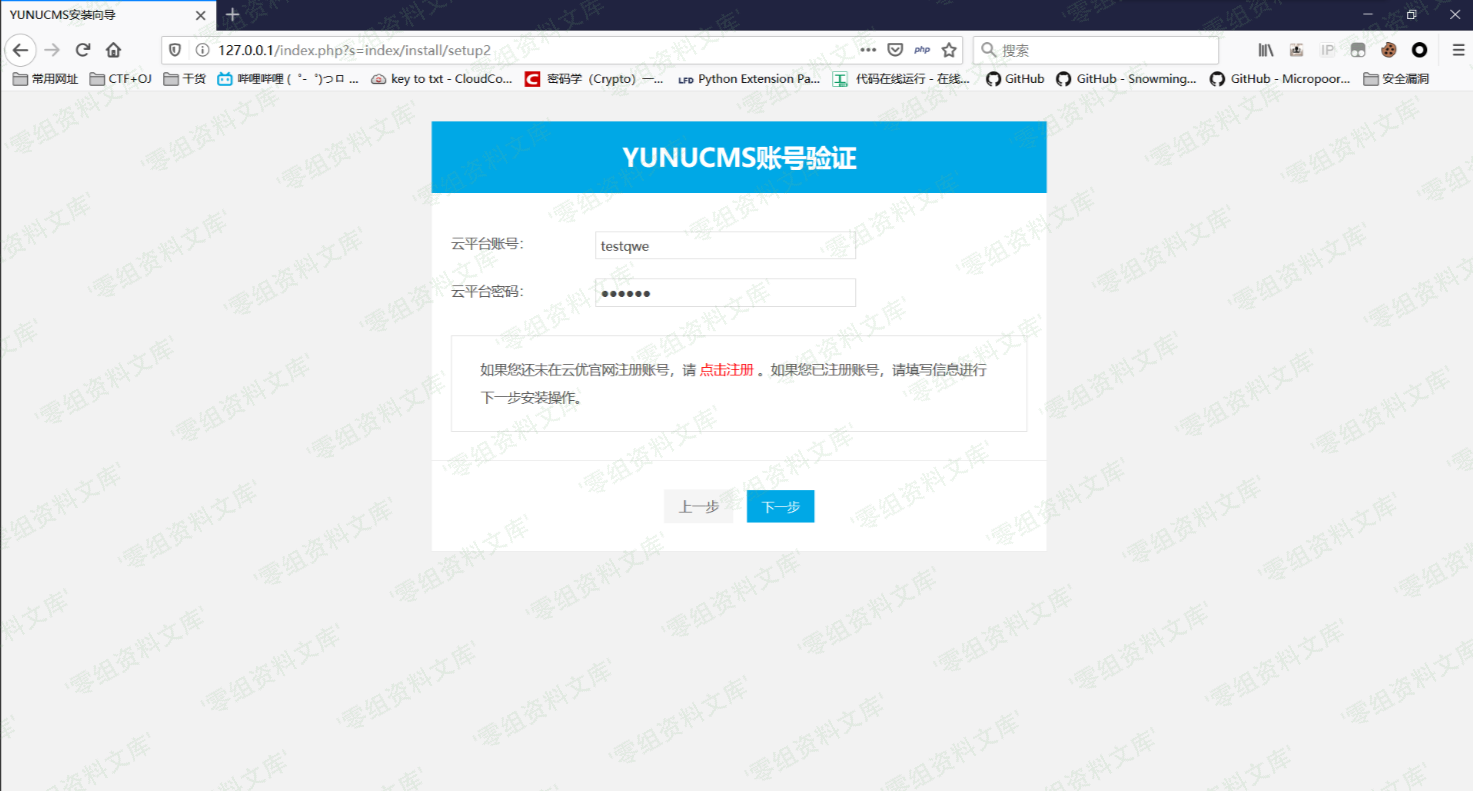 YUNUCMS安装向导
127.0.0.1/index.php?s=index/install/setup2
php
搜索
IP
常用网址 CTF+OJ 干货 哔哩哔哩 (゜-゜)つロ ... key to txt - CloudCo... 密码学（Crypto）一... LFD Python Extension Pa... 代码在线运行 - 在线... GitHub GitHub - Snowming... GitHub - Micropoor... 安全漏洞
YUNUCMS账号验证
云平台账号: testqwe
云平台密码: ●●●●●●
如果您还未在云优官网注册账号，请 点击注册 。如果您已注册账号，请填写信息进行
下一步安装操作。
上一步 下一步
'零组资料文库'